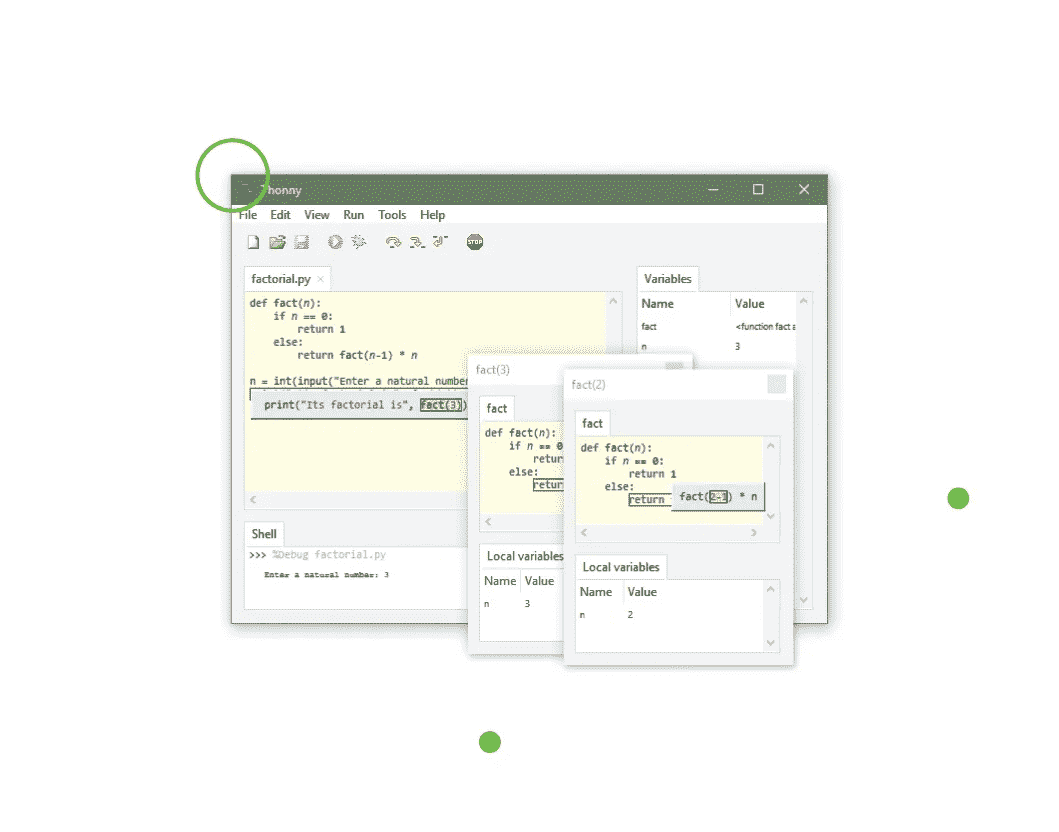 Thonny
File Edit View Run Tools Help
STOP
factorial.py
def fact(n):
if n == 0:
return 1
else:
return fact(n-1) * n
n = int(input("Enter a natural number
print("Its factorial is", fact(3))
Shell
>>> %Debug factorial.py
Enter a natural number: 3
Variables
Name Value
fact <function fact a
n 3
fact(3)
fact
def fact(n):
if n == 0
retur
else:
retur
Local variables
Name Value
n 3
fact(2)
fact
def fact(n):
if n == 0:
return 1
else:
return fact(2-1) * n
Local variables
Name Value
n 2